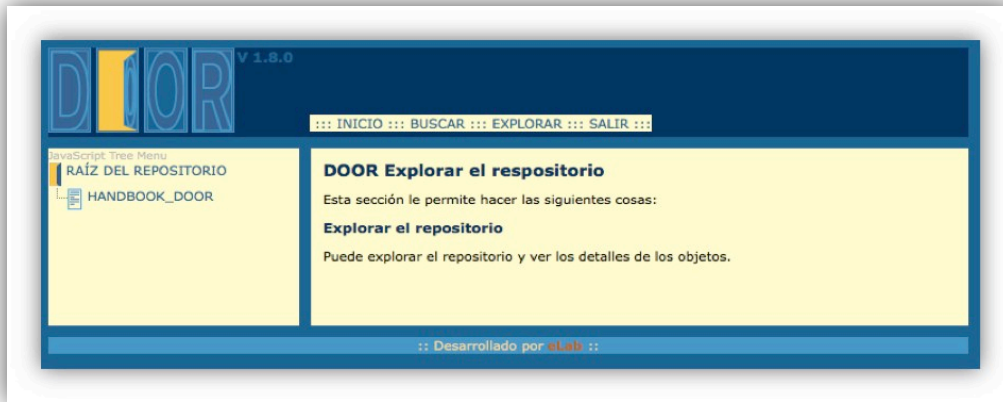 DOOR V 1.8.0
::: INICIO ::: BUSCAR ::: EXPLORAR ::: SALIR :::
JavaScript Tree Menu
RAÍZ DEL REPOSITORIO
HANDBOOK_DOOR
DOOR Explorar el respositorio
Esta sección le permite hacer las siguientes cosas:
Explorar el repositorio
Puede explorar el repositorio y ver los detalles de los objetos.
:: Desarrollado por eLab ::